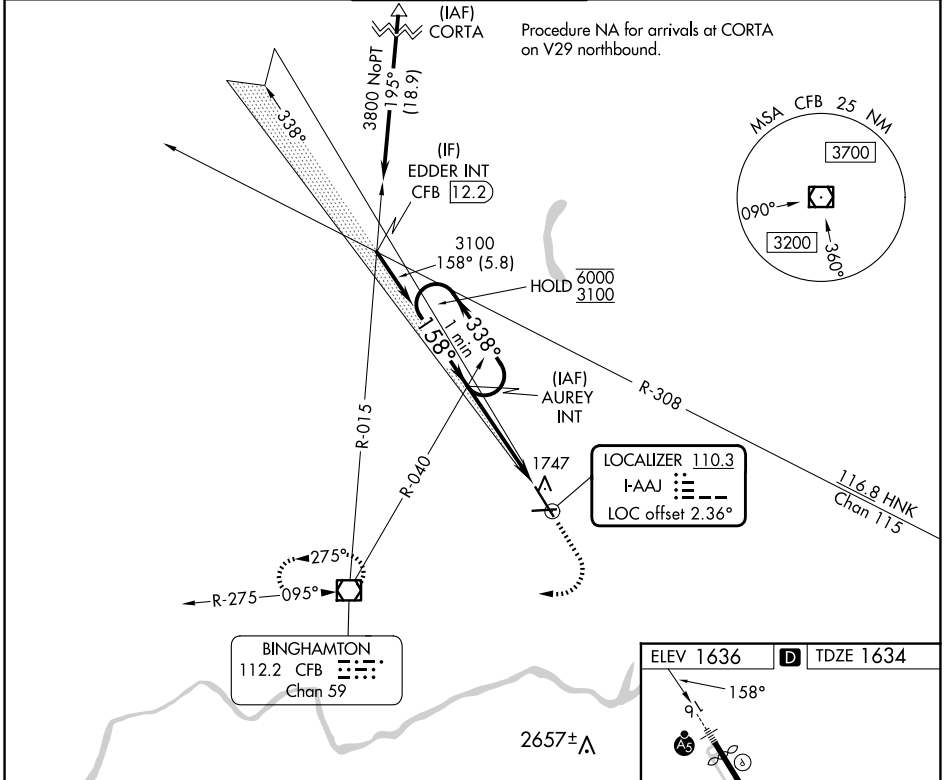 (IAF)
CORTA
Procedure NA for arrivals at CORTA
on V29 northbound.
3800 NoPT
195°
(18.9)
338°
MSA CFB 25 NM
3700
090°
3200
360°
(IF)
EDDER INT
CFB 12.2
3100
158° (5.8)
HOLD 6000
3100
338°
1 min
158°
(IAF)
AUREY
INT
R-308
R-015
R-040
116.8 HNK
Chan 115
1747
LOCALIZER 110.3
I-AAJ
LOC offset 2.36°
275°
R-275
095°
BINGHAMTON
112.2 CFB
Chan 59
2657±
ELEV 1636
D
TDZE 1634
158°
A5